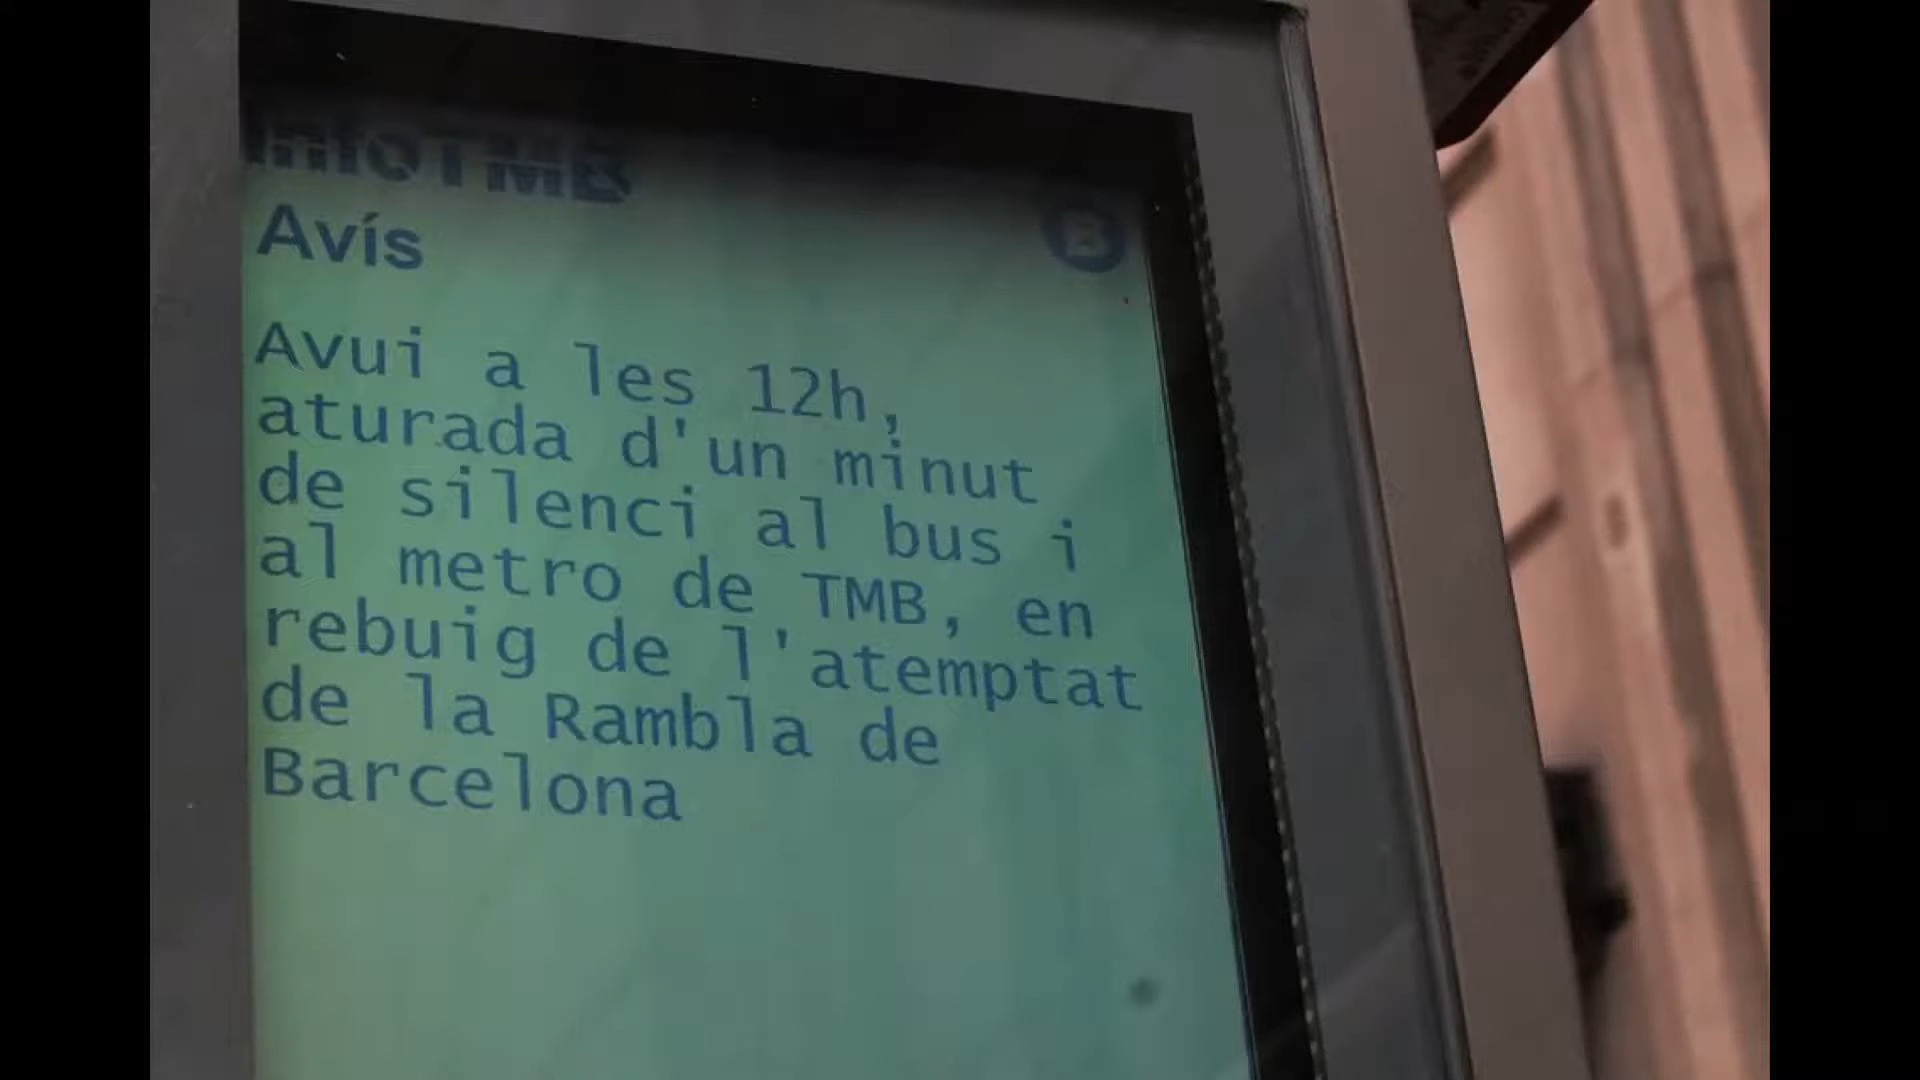 infoTMB
Avís
B
Avui a les 12h,
aturada d'un minut
de silenci al bus i
al metro de TMB, en
rebuig de l'atemptat
de la Rambla de
Barcelona